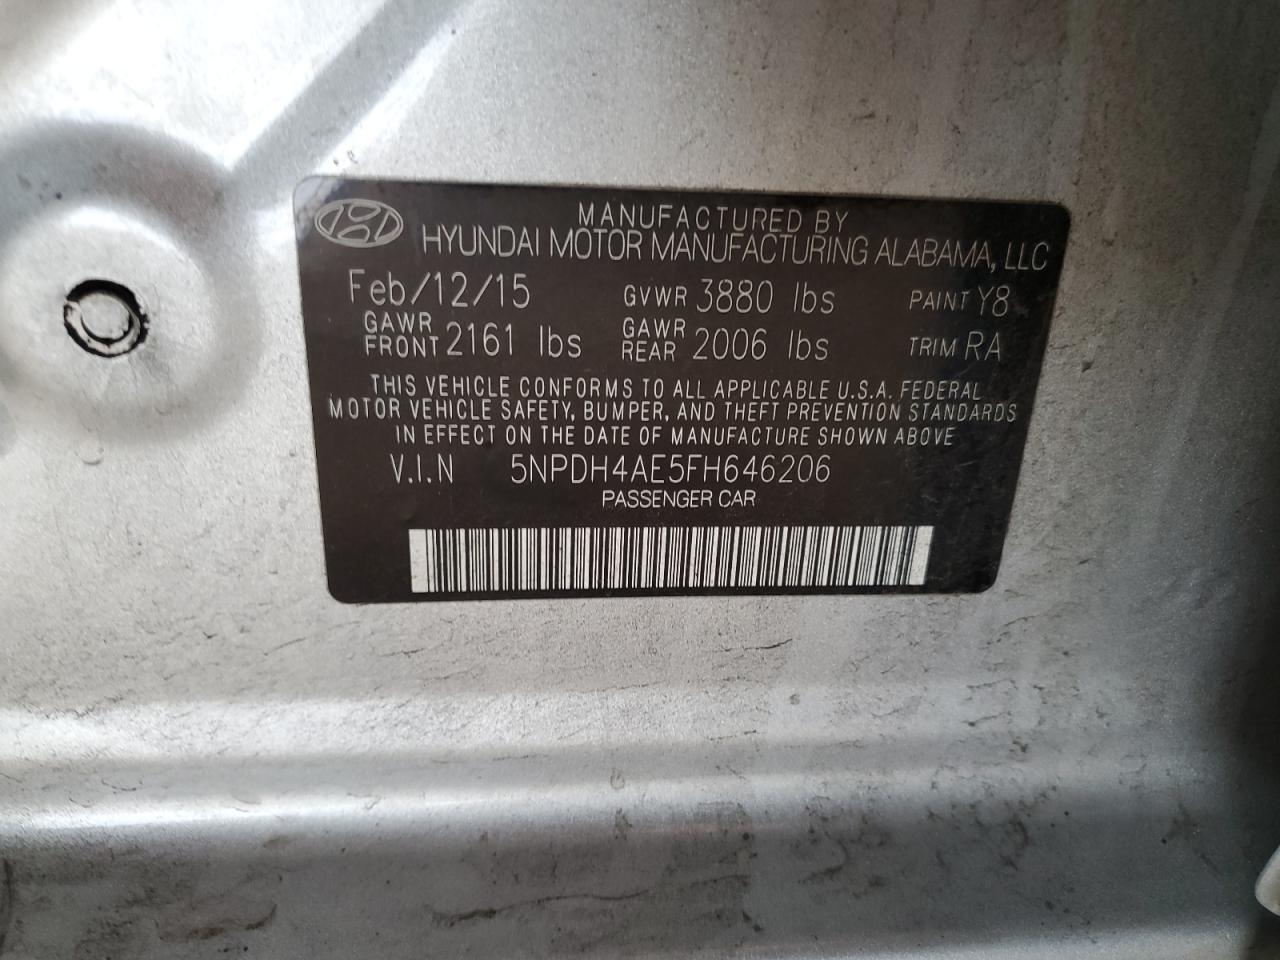 MANUFACTURED BY
HYUNDAI MOTOR MANUFACTURING ALABAMA, LLC
Feb/12/15 GVWR 3880 lbs PAINT Y8
GAWR FRONT 2161 lbs GAWR REAR 2006 lbs TRIM RA
THIS VEHICLE CONFORMS TO ALL APPLICABLE U.S.A. FEDERAL
MOTOR VEHICLE SAFETY, BUMPER, AND THEFT PREVENTION STANDARDS
IN EFFECT ON THE DATE OF MANUFACTURE SHOWN ABOVE
V.I.N 5NPDH4AE5FH646206
PASSENGER CAR